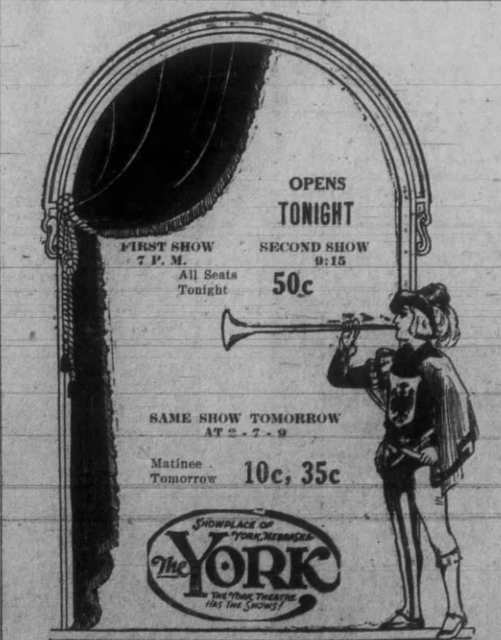 OPENS
TONIGHT
FIRST SHOW
7 P. M.
SECOND SHOW
9:15
All Seats
Tonight
50c
SAME SHOW TOMORROW
AT 2 - 7 - 9
Matinee
Tomorrow
10c, 35c
SHOWPLACE OF
YORK, NEBRASKA
The YORK
THE YORK THEATRE
HAS THE SHOWS!